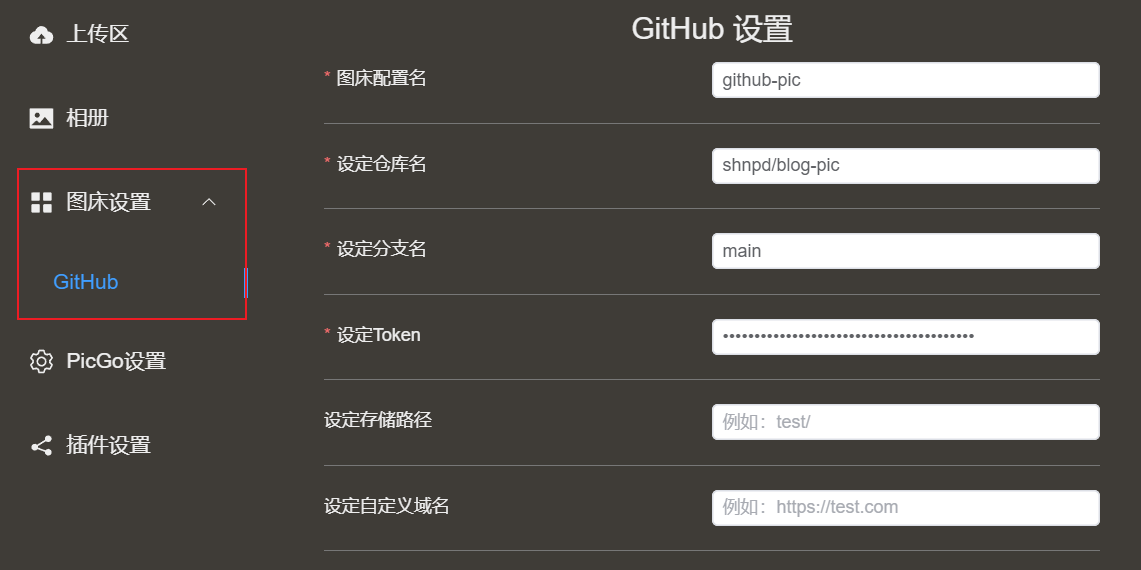 上传区
相册
图床设置
GitHub
PicGo设置
插件设置
GitHub 设置
* 图床配置名
github-pic
* 设定仓库名
shnpd/blog-pic
* 设定分支名
main
* 设定Token
••••••••••••••••••••••••••••••••••••••••
设定存储路径
例如：test/
设定自定义域名
例如：https://test.com